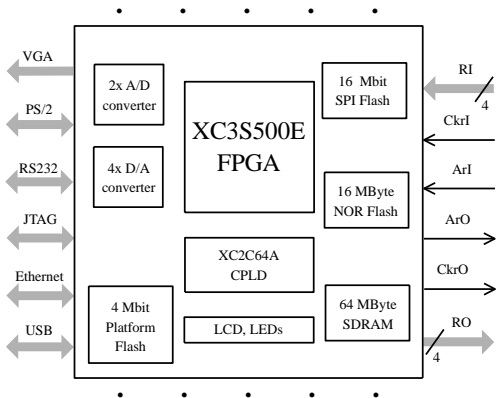 VGA
PS/2
RS232
JTAG
Ethernet
USB
2x A/D
converter
4x D/A
converter
4 Mbit
Platform
Flash
XC3S500E
FPGA
XC2C64A
CPLD
LCD, LEDs
16 Mbit
SPI Flash
16 MByte
NOR Flash
64 MByte
SDRAM
RI
4
CkrI
ArI
ArO
CkrO
RO
4